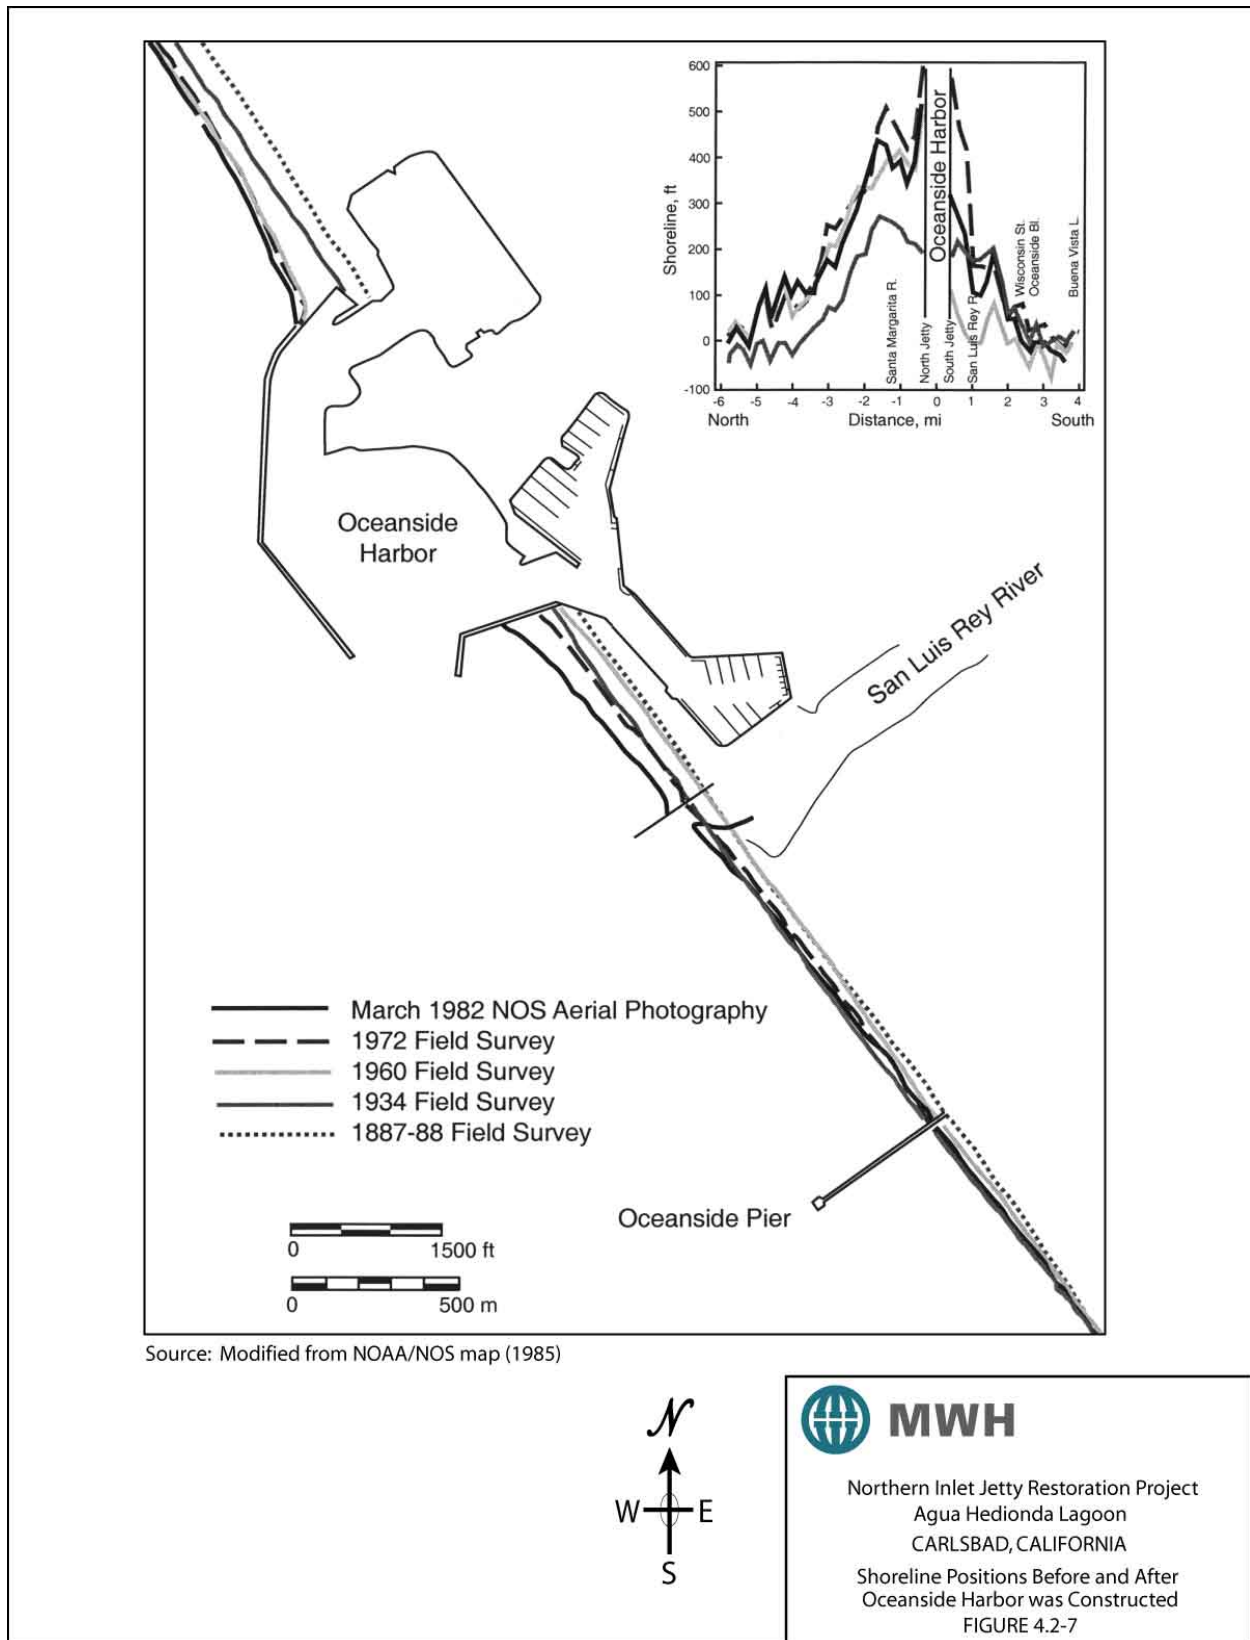 600
500
400
300
200
100
0
-100
Shoreline, ft
Santa Margarita R.
North Jetty
Oceanside Harbor
South Jetty
San Luis Rey R.
Wisconsin St.
Oceanside Bl.
Buena Vista L.
-6 -5 -4 -3 -2 -1 0 1 2 3 4
North Distance, mi South
Oceanside
Harbor
San Luis Rey River
March 1982 NOS Aerial Photography
1972 Field Survey
1960 Field Survey
1934 Field Survey
1887-88 Field Survey
Oceanside Pier
0 1500 ft
0 500 m
Source: Modified from NOAA/NOS map (1985)
N
W E
S
MWH
Northern Inlet Jetty Restoration Project
Agua Hedionda Lagoon
CARLSBAD, CALIFORNIA
Shoreline Positions Before and After
Oceanside Harbor was Constructed
FIGURE 4.2-7